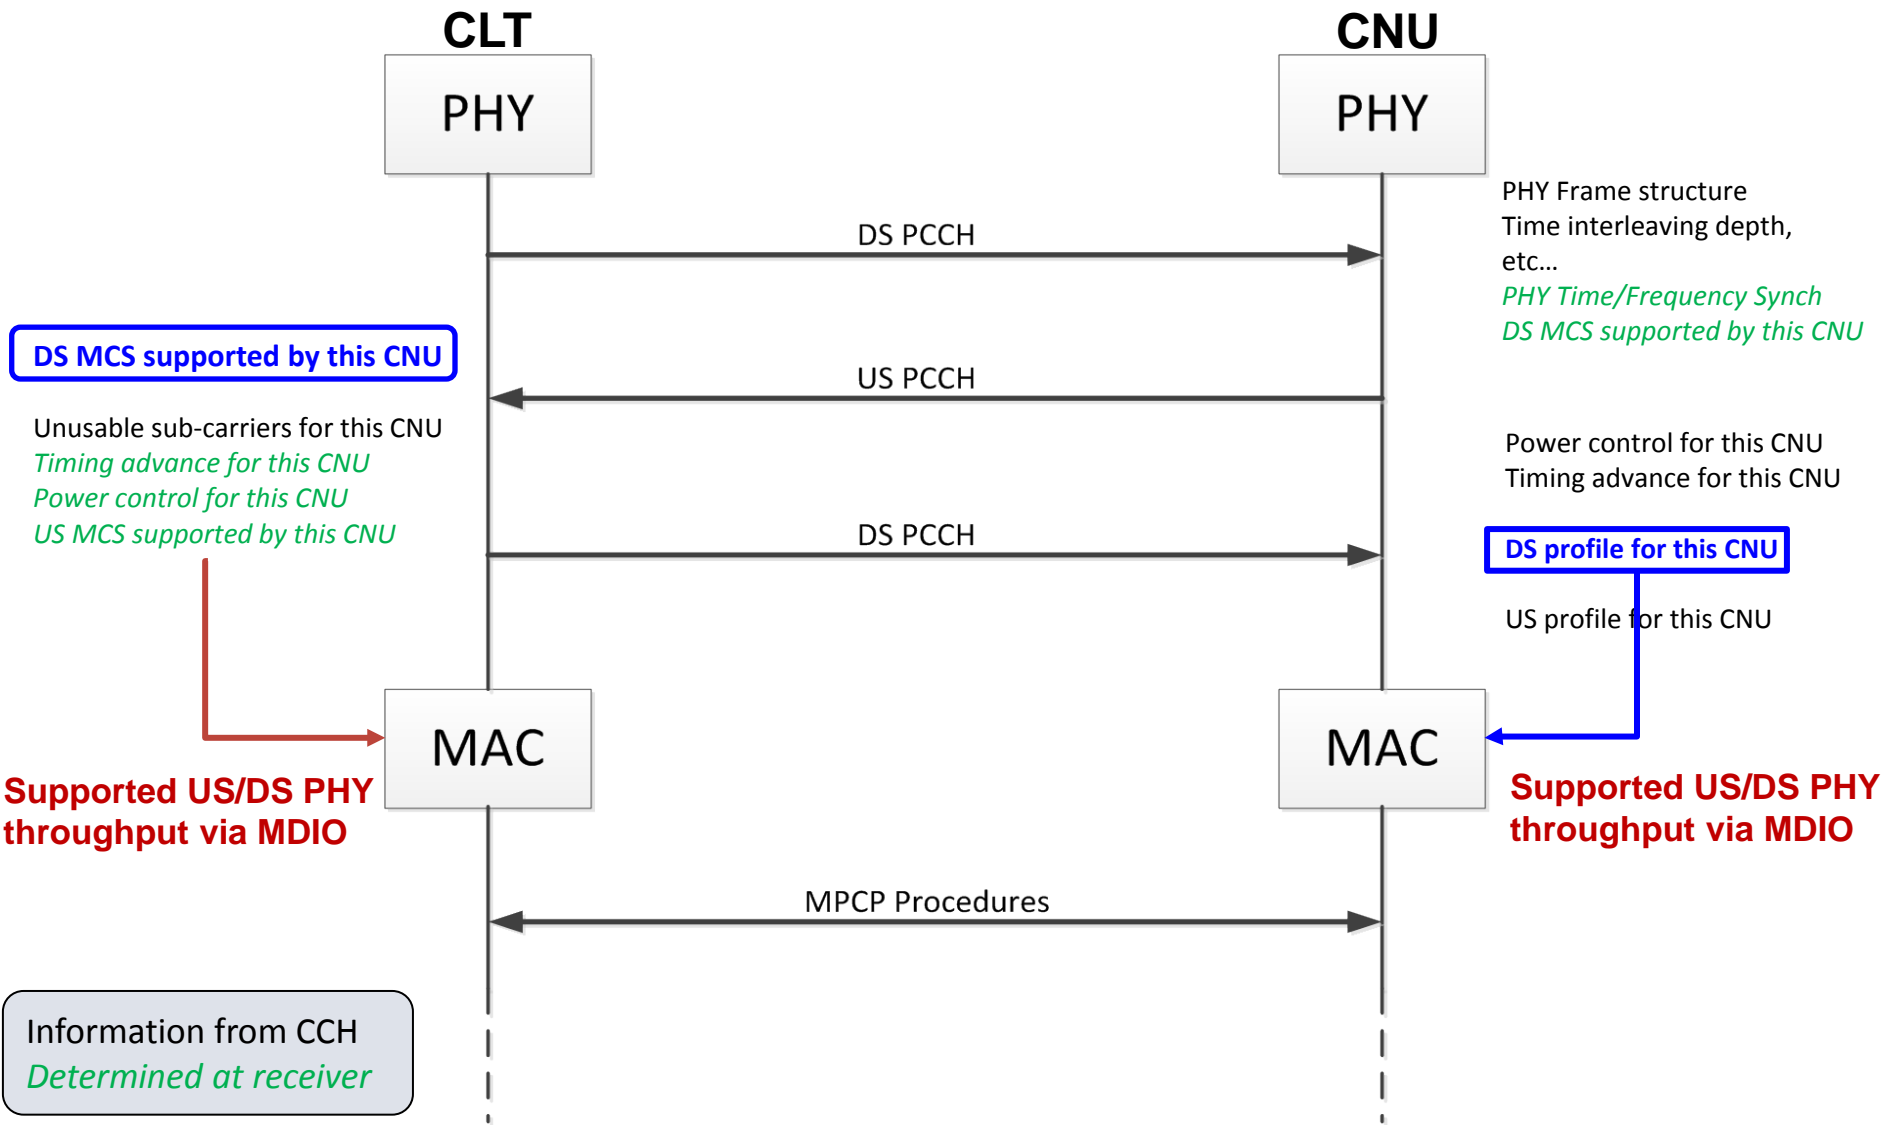 CLT
CNU
PHY
PHY
DS PCCH
PHY Frame structure
Time interleaving depth,
etc...
PHY Time/Frequency Synch
DS MCS supported by this CNU
DS MCS supported by this CNU
US PCCH
Unusable sub-carriers for this CNU
Timing advance for this CNU
Power control for this CNU
US MCS supported by this CNU
Power control for this CNU
Timing advance for this CNU
DS PCCH
DS profile for this CNU
US profile for this CNU
MAC
MAC
Supported US/DS PHY
throughput via MDIO
Supported US/DS PHY
throughput via MDIO
MPCP Procedures
Information from CCH
Determined at receiver